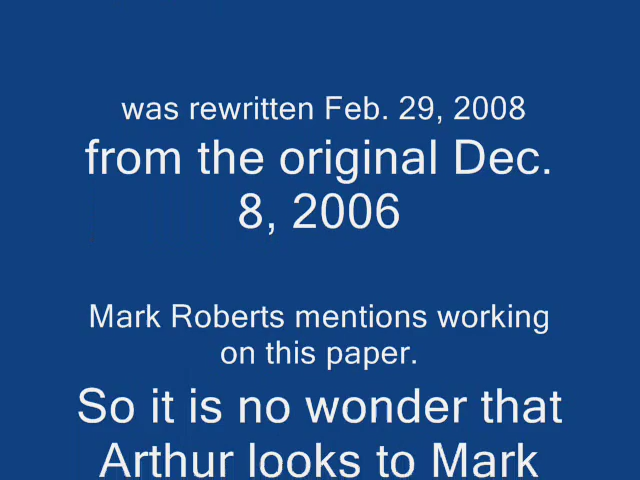 was rewritten Feb. 29, 2008
from the original Dec.
8, 2006
Mark Roberts mentions working
on this paper.
So it is no wonder that
Arthur looks to Mark